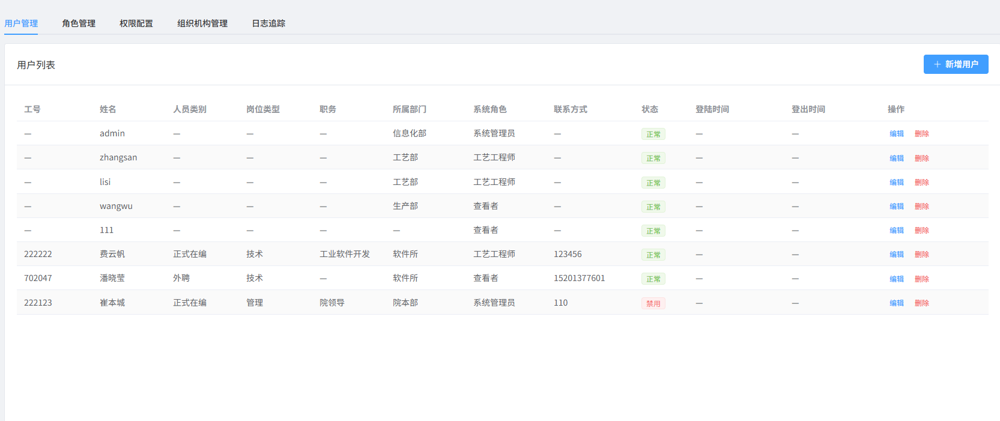 用户管理 角色管理 权限配置 组织机构管理 日志追踪
用户列表 + 新增用户
工号 姓名 人员类别 岗位类型 职务 所属部门 系统角色 联系方式 状态 登陆时间 登出时间 操作
— admin — — — 信息化部 系统管理员 — 正常 — — 编辑 删除
— zhangsan — — — 工艺部 工艺工程师 — 正常 — — 编辑 删除
— lisi — — — 工艺部 工艺工程师 — 正常 — — 编辑 删除
— wangwu — — — 生产部 查看者 — 正常 — — 编辑 删除
— 111 — — — — 查看者 — 正常 — — 编辑 删除
222222 费云帆 正式在编 技术 工业软件开发 软件所 工艺工程师 123456 正常 — — 编辑 删除
702047 潘晓莹 外聘 技术 — 软件所 查看者 15201377601 正常 — — 编辑 删除
222123 崔本城 正式在编 管理 院领导 院本部 系统管理员 110 禁用 — — 编辑 删除